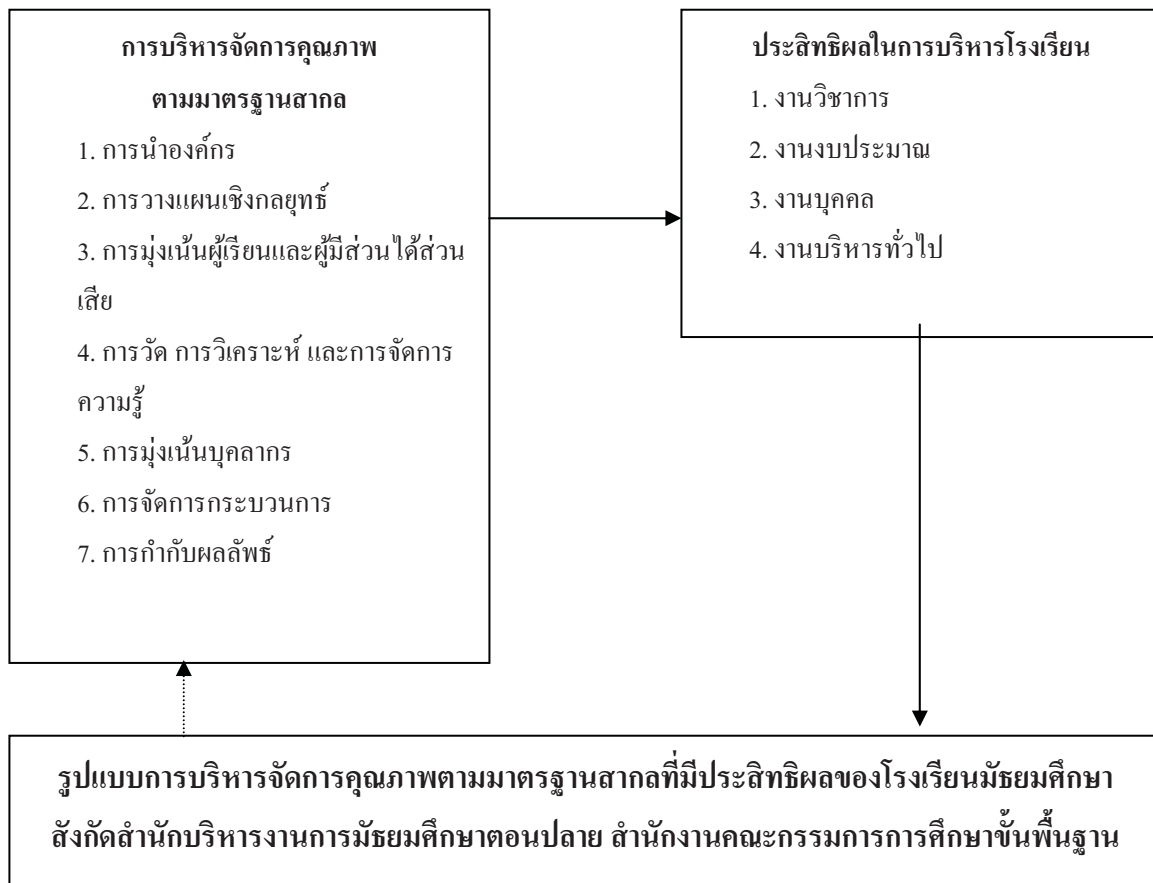 การบริหารจัดการคุณภาพ
ตามมาตรฐานสากล
1. การนำองค์กร
2. การวางแผนเชิงกลยุทธ์
3. การมุ่งเน้นผู้เรียนและผู้มีส่วนได้ส่วน
เสีย
4. การวัด การวิเคราะห์ และการจัดการ
ความรู้
5. การมุ่งเน้นบุคลากร
6. การจัดการกระบวนการ
7. การกำกับผลลัพธ์
ประสิทธิผลในการบริหารโรงเรียน
1. งานวิชาการ
2. งานงบประมาณ
3. งานบุคคล
4. งานบริหารทั่วไป
รูปแบบการบริหารจัดการคุณภาพตามมาตรฐานสากลที่มีประสิทธิผลของโรงเรียนมัธยมศึกษา
สังกัดสำนักบริหารงานการมัธยมศึกษาตอนปลาย สำนักงานคณะกรรมการการศึกษาขั้นพื้นฐาน